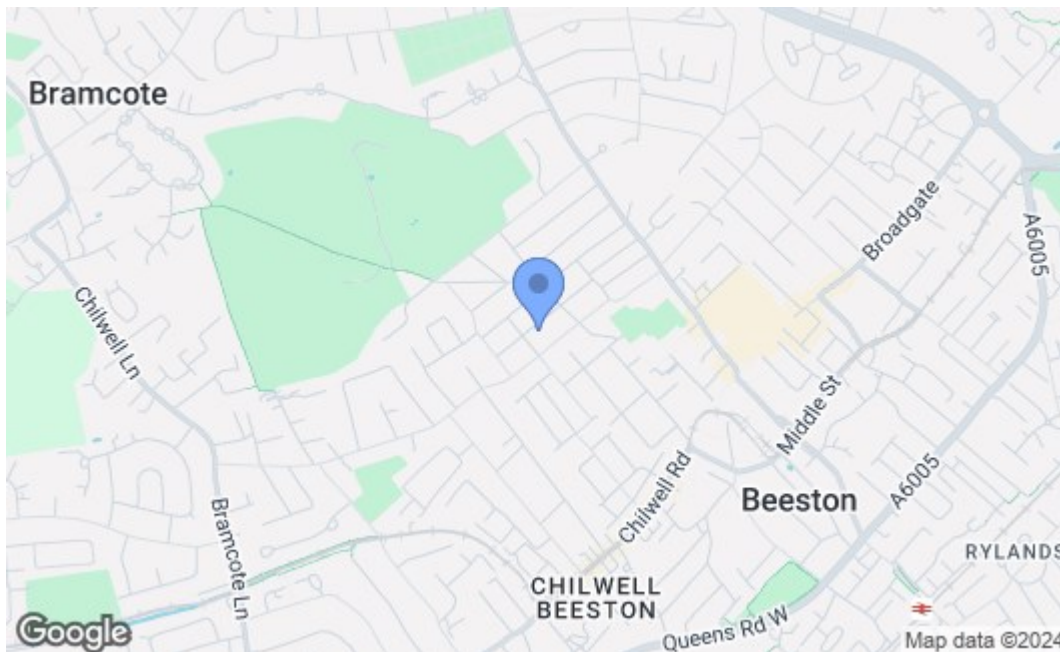 Bramcote
Broadgate
A6005
Chilwell Ln
Middle St
Chilwell Rd
A6005
Beeston
Bramcote Ln
RYLANDS
CHILWELL
BEESTON
Queens Rd W
Google
Map data ©2024